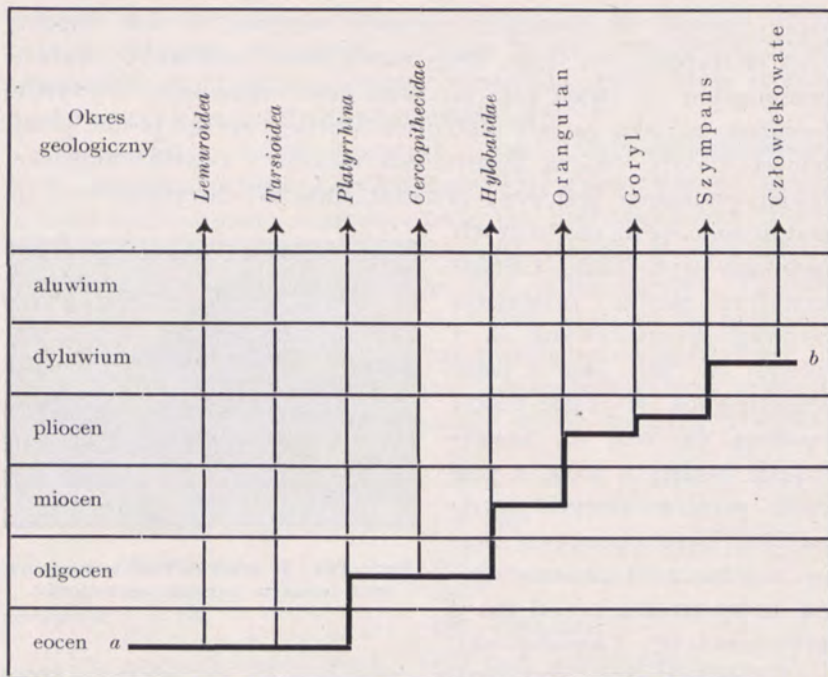 Okres
geologiczny
Lemuroidea
Tarsioidea
Platyrrhina
Cercopithecidae
Hylobatidae
Orangutan
Goryl
Szympans
Człowiekowate
aluwium
dyluwium
b
pliocen
miocen
oligocen
eocen a